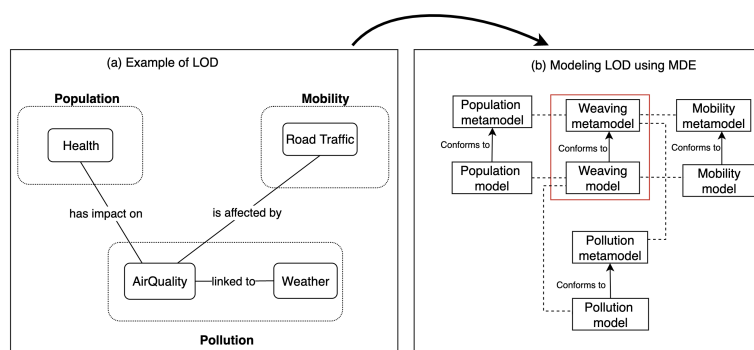 (a) Example of LOD
Population
Mobility
Health
Road Traffic
has impact on
is affected by
AirQuality
linked to
Weather
Pollution
(b) Modeling LOD using MDE
Population
metamodel
Weaving
metamodel
Mobility
metamodel
Conforms to
Conforms to
Conforms to
Population
model
Weaving
model
Mobility
model
Pollution
metamodel
Conforms to
Pollution
model